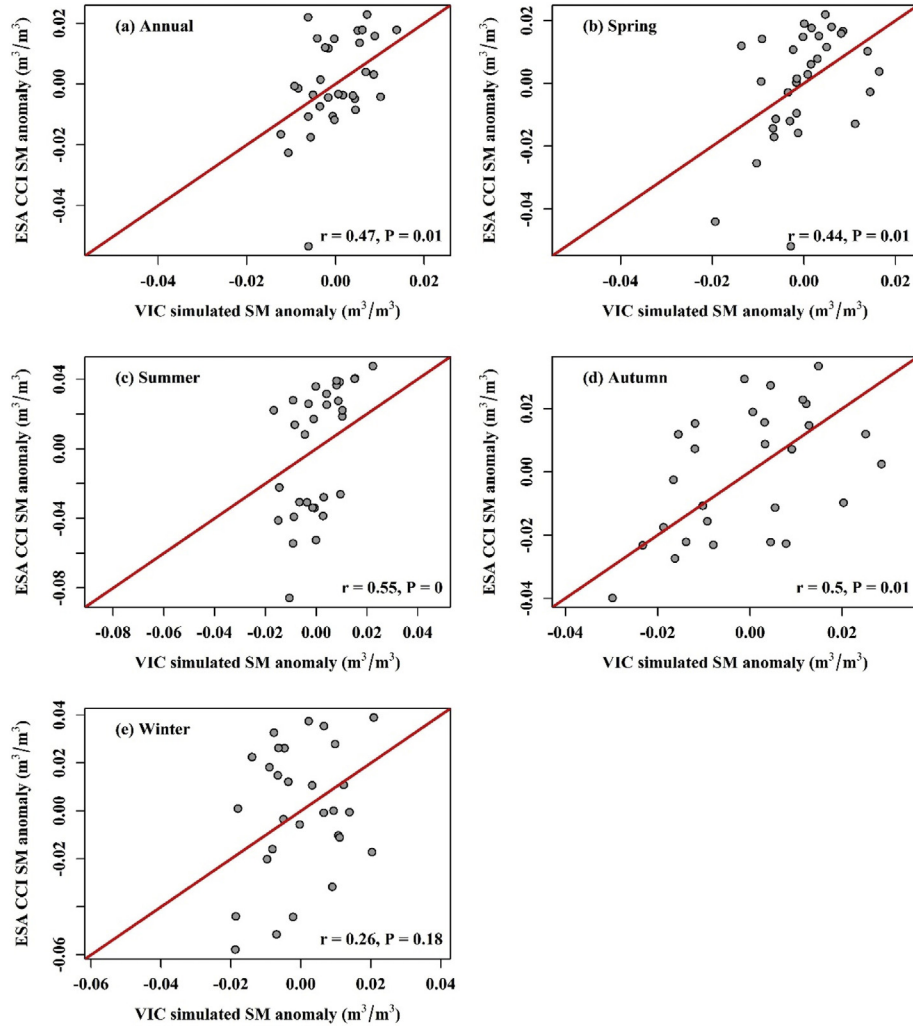 (a) Annual
ESA CCI SM anomaly (m³/m³)
0.02
0.00
-0.02
-0.04
r = 0.47, P = 0.01
-0.04 -0.02 0.00 0.02
VIC simulated SM anomaly (m³/m³)
(b) Spring
ESA CCI SM anomaly (m³/m³)
0.02
0.00
-0.02
-0.04
r = 0.44, P = 0.01
-0.04 -0.02 0.00 0.02
VIC simulated SM anomaly (m³/m³)
(c) Summer
ESA CCI SM anomaly (m³/m³)
0.04
0.00
-0.04
-0.08
r = 0.55, P = 0
-0.08 -0.06 -0.04 -0.02 0.00 0.02 0.04
VIC simulated SM anomaly (m³/m³)
(d) Autumn
ESA CCI SM anomaly (m³/m³)
0.02
0.00
-0.02
-0.04
r = 0.5, P = 0.01
-0.04 -0.02 0.00 0.02
VIC simulated SM anomaly (m³/m³)
(e) Winter
ESA CCI SM anomaly (m³/m³)
0.04
0.02
0.00
-0.02
-0.06
r = 0.26, P = 0.18
-0.06 -0.04 -0.02 0.00 0.02 0.04
VIC simulated SM anomaly (m³/m³)